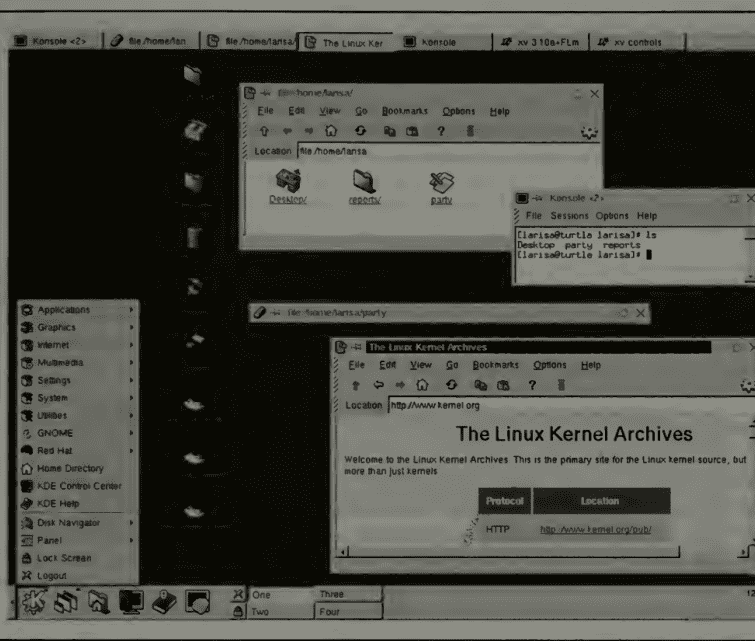 Konsole <2>
file:/home/lari
file:/home/larisa/
The Linux Ker
Konsole
xv controls
file:/home/larisa/
File Edit View Go Bookmarks Options Help
Location file:/home/larisa
Desktop/ reports/ party
Konsole <2>
File Sessions Options Help
[larisa@turtle larisa]# ls
Desktop party reports
[larisa@turtle larisa]#
file:/home/larisa/party
The Linux Kernel Archives
File Edit View Go Bookmarks Options Help
Location http://www.kernel.org
The Linux Kernel Archives
Welcome to the Linux Kernel Archives. This is the primary site for the Linux kernel source, but
more than just kernels
Protocol Location
HTTP http://www.kernel.org/pub/
Applications
Graphics
Internet
Multimedia
Settings
System
Utilities
GNOME
Red Hat
Home Directory
KDE Control Center
KDE Help
Disk Navigator
Panel
Lock Screen
Logout
One Three
Two Four
12